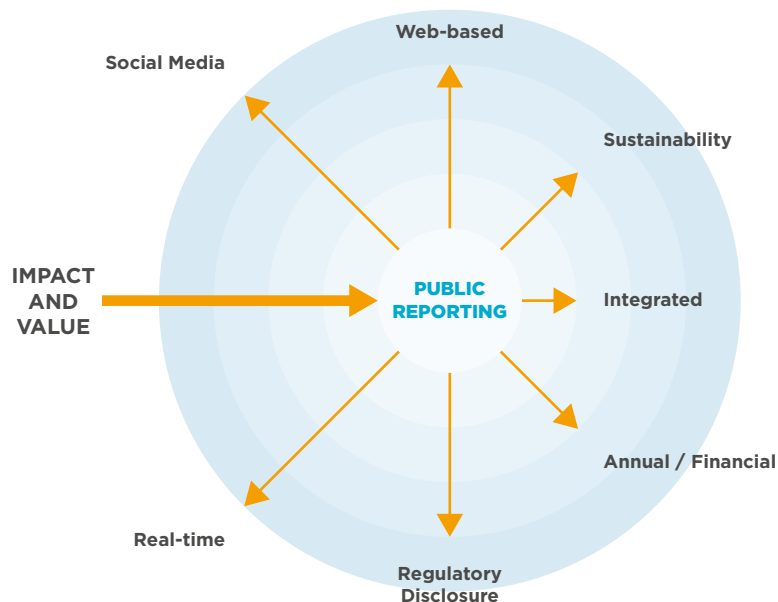 Web-based
Social Media
Sustainability
IMPACT
AND
VALUE
PUBLIC
REPORTING
Integrated
Annual / Financial
Real-time
Regulatory
Disclosure